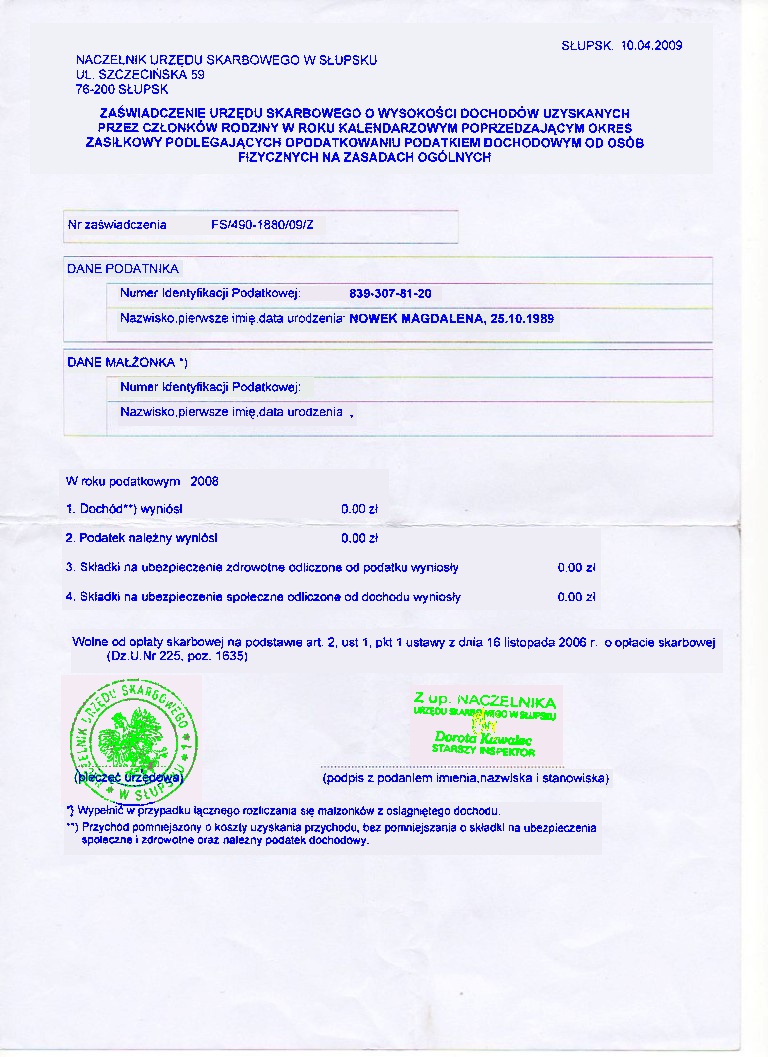 SŁUPSK. 10.04.2009
NACZELNIK URZĘDU SKARBOWEGO W SŁUPSKU
UL. SZCZECIŃSKA 59
76-200 SŁUPSK
ZAŚWIADCZENIE URZĘDU SKARBOWEGO O WYSOKOŚCI DOCHODÓW UZYSKANYCH
PRZEZ CZŁONKÓW RODZINY W ROKU KALENDARZOWYM POPRZEDZAJĄCYM OKRES
ZASIŁKOWY PODLEGAJĄCYCH OPODATKOWANIU PODATKIEM DOCHODOWYM OD OSÓB
FIZYCZNYCH NA ZASADACH OGÓLNYCH
Nr zaświadczenia FS/490-1880/09/Z
DANE PODATNIKA
Numer Identyfikacji Podatkowej: 839-307-81-20
Nazwisko,pierwsze imię,data urodzenia: NOWEK MAGDALENA, 25.10.1989
DANE MAŁŻONKA *)
Numer Identyfikacji Podatkowej:
Nazwisko,pierwsze imię,data urodzenia ,
W roku podatkowym 2008
1. Dochód**) wyniósł 0.00 zł
2. Podatek należny wyniósł 0.00 zł
3. Składki na ubezpieczenie zdrowotne odliczone od podatku wyniosły 0.00 zł
4. Składki na ubezpieczenie społeczne odliczone od dochodu wyniosły 0.00 zł
Wolne od opłaty skarbowej na podstawie art. 2, ust 1, pkt 1 ustawy z dnia 16 listopada 2006 r. o opłacie skarbowej
(Dz.U.Nr 225, poz. 1635)
NACZELNIK URZĘDU SKARBOWEGO * 1 *
* W SŁUPSKU *
Z up. NACZELNIKA
URZĘDU SKARBOWEGO W SŁUPSKU
Dorota Kowalec
STARSZY INSPEKTOR
(pieczęć urzędowa)
(podpis z podaniem imienia,nazwiska i stanowiska)
*) Wypełnić w przypadku łącznego rozliczania się małżonków z osiągniętego dochodu.
**) Przychód pomniejszony o koszty uzyskania przychodu, bez pomniejszania o składki na ubezpieczenia
społeczne i zdrowotne oraz należny podatek dochodowy.